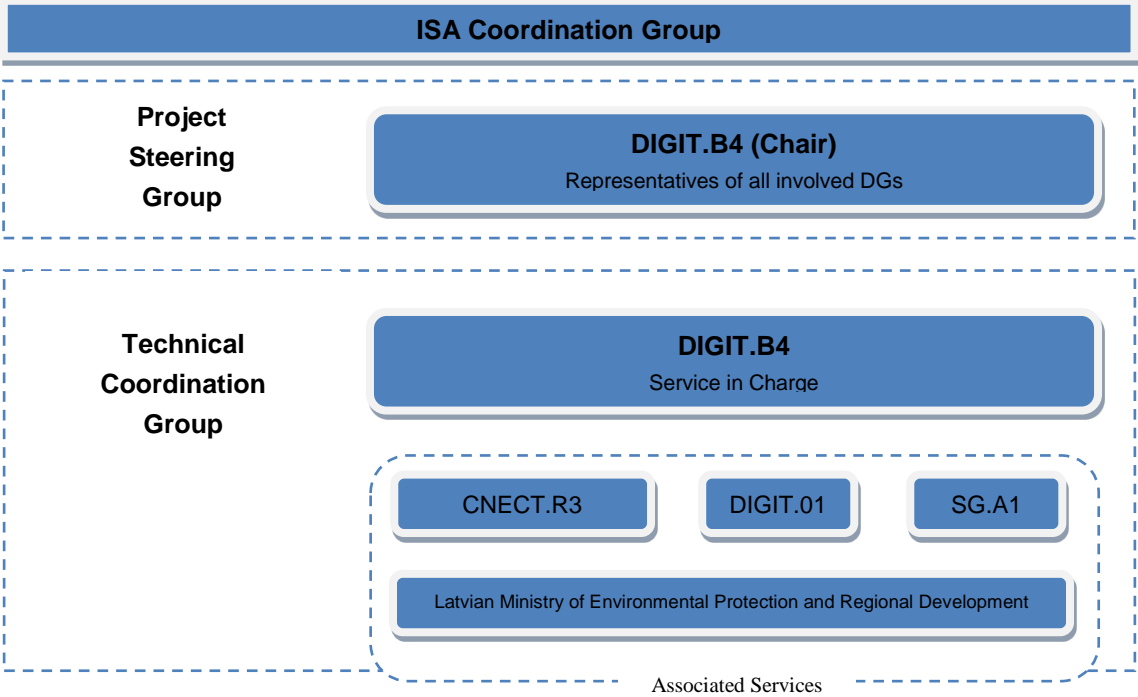 ISA Coordination Group
Project
Steering
Group
DIGIT.B4 (Chair)
Representatives of all involved DGs
Technical
Coordination
Group
DIGIT.B4
Service in Charge
CNECT.R3
DIGIT.01
SG.A1
Latvian Ministry of Environmental Protection and Regional Development
Associated Services